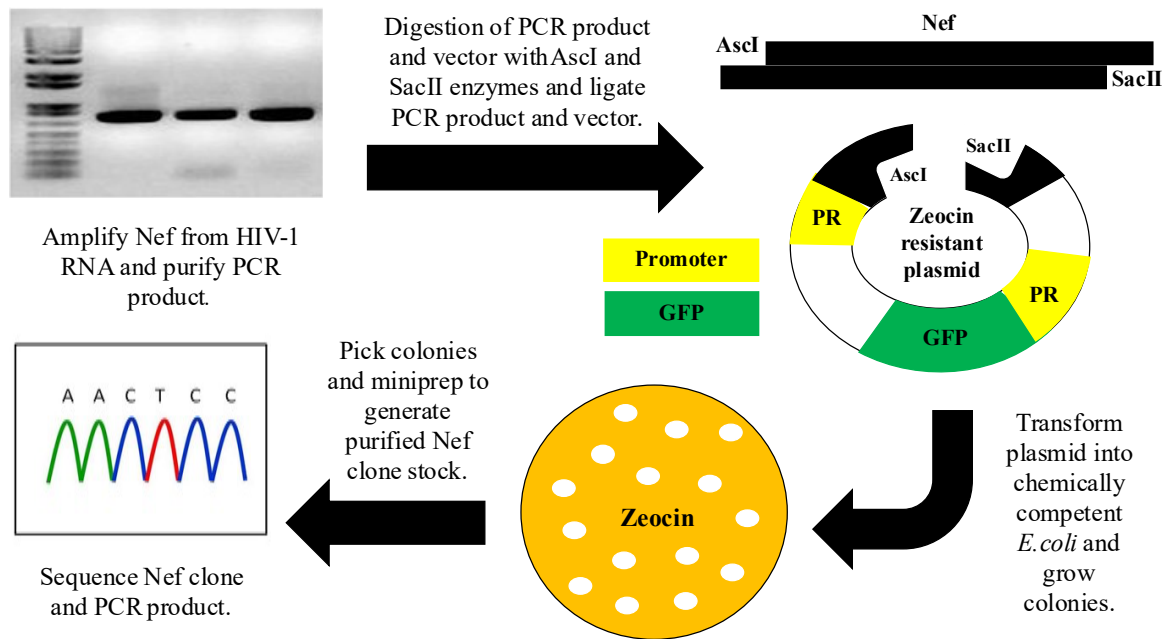 Amplify Nef from HIV-1
RNA and purify PCR
product.
Digestion of PCR product
and vector with AscI and
SacII enzymes and ligate
PCR product and vector.
Nef
AscI
SacII
SacII
AscI
PR
Zeocin
resistant
plasmid
PR
GFP
Promoter
GFP
Transform
plasmid into
chemically
competent
E.coli and
grow
colonies.
Zeocin
Pick colonies
and miniprep to
generate
purified Nef
clone stock.
A A C T C C
Sequence Nef clone
and PCR product.